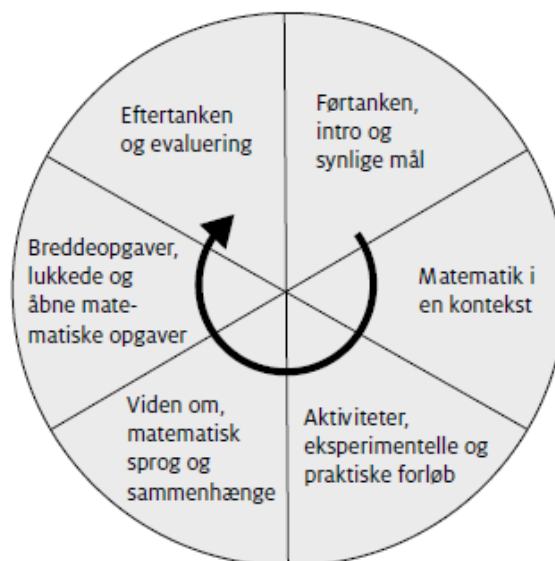 Førtanken,
intro og
synlige mål
Matematik i
en kontekst
Aktiviteter,
eksperimentelle og
praktiske forløb
Viden om,
matematisk
sprog og
sammenhænge
Breddeopgaver,
lukkede og
åbne mate-
matiske opgaver
Eftertanken
og evaluering